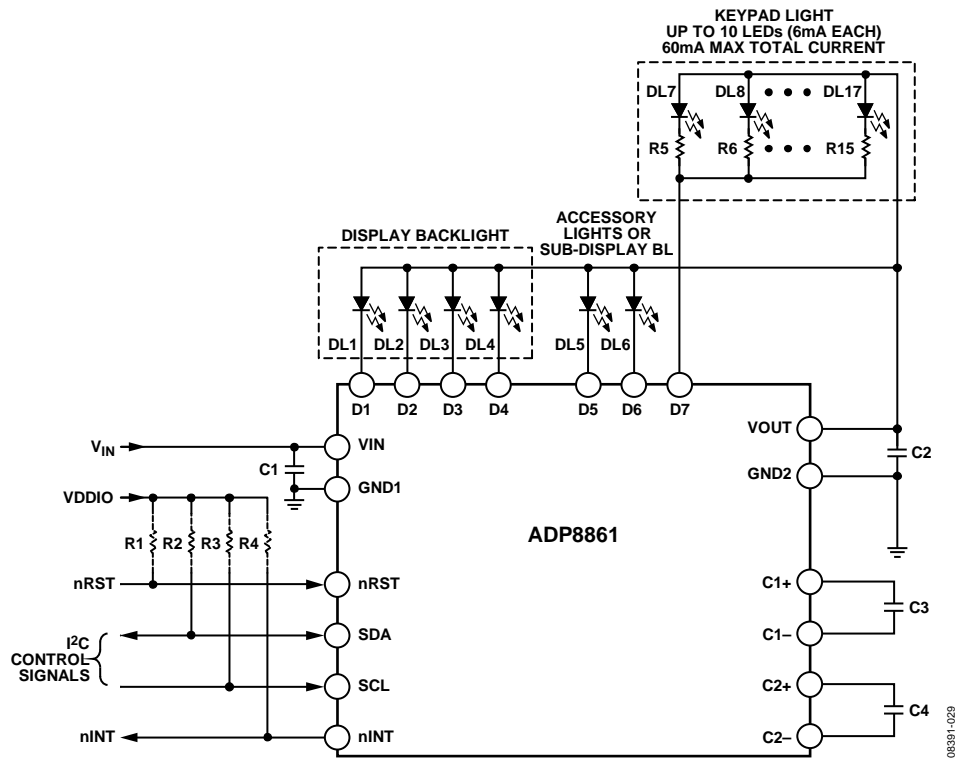 KEYPAD LIGHT
UP TO 10 LEDs (6mA EACH)
60mA MAX TOTAL CURRENT
DL7 DL8 DL17
R5 R6 R15
ACCESSORY
LIGHTS OR
SUB-DISPLAY BL
DISPLAY BACKLIGHT
DL1 DL2 DL3 DL4 DL5 DL6
D1 D2 D3 D4 D5 D6 D7
VIN VIN
C1
GND1
VOUT
C2
GND2
VDDIO
R1 R2 R3 R4
ADP8861
nRST nRST
C1+
C3
C1–
I²C
CONTROL
SIGNALS
SDA
SCL
C2+
C4
C2–
nINT nINT
08391-029